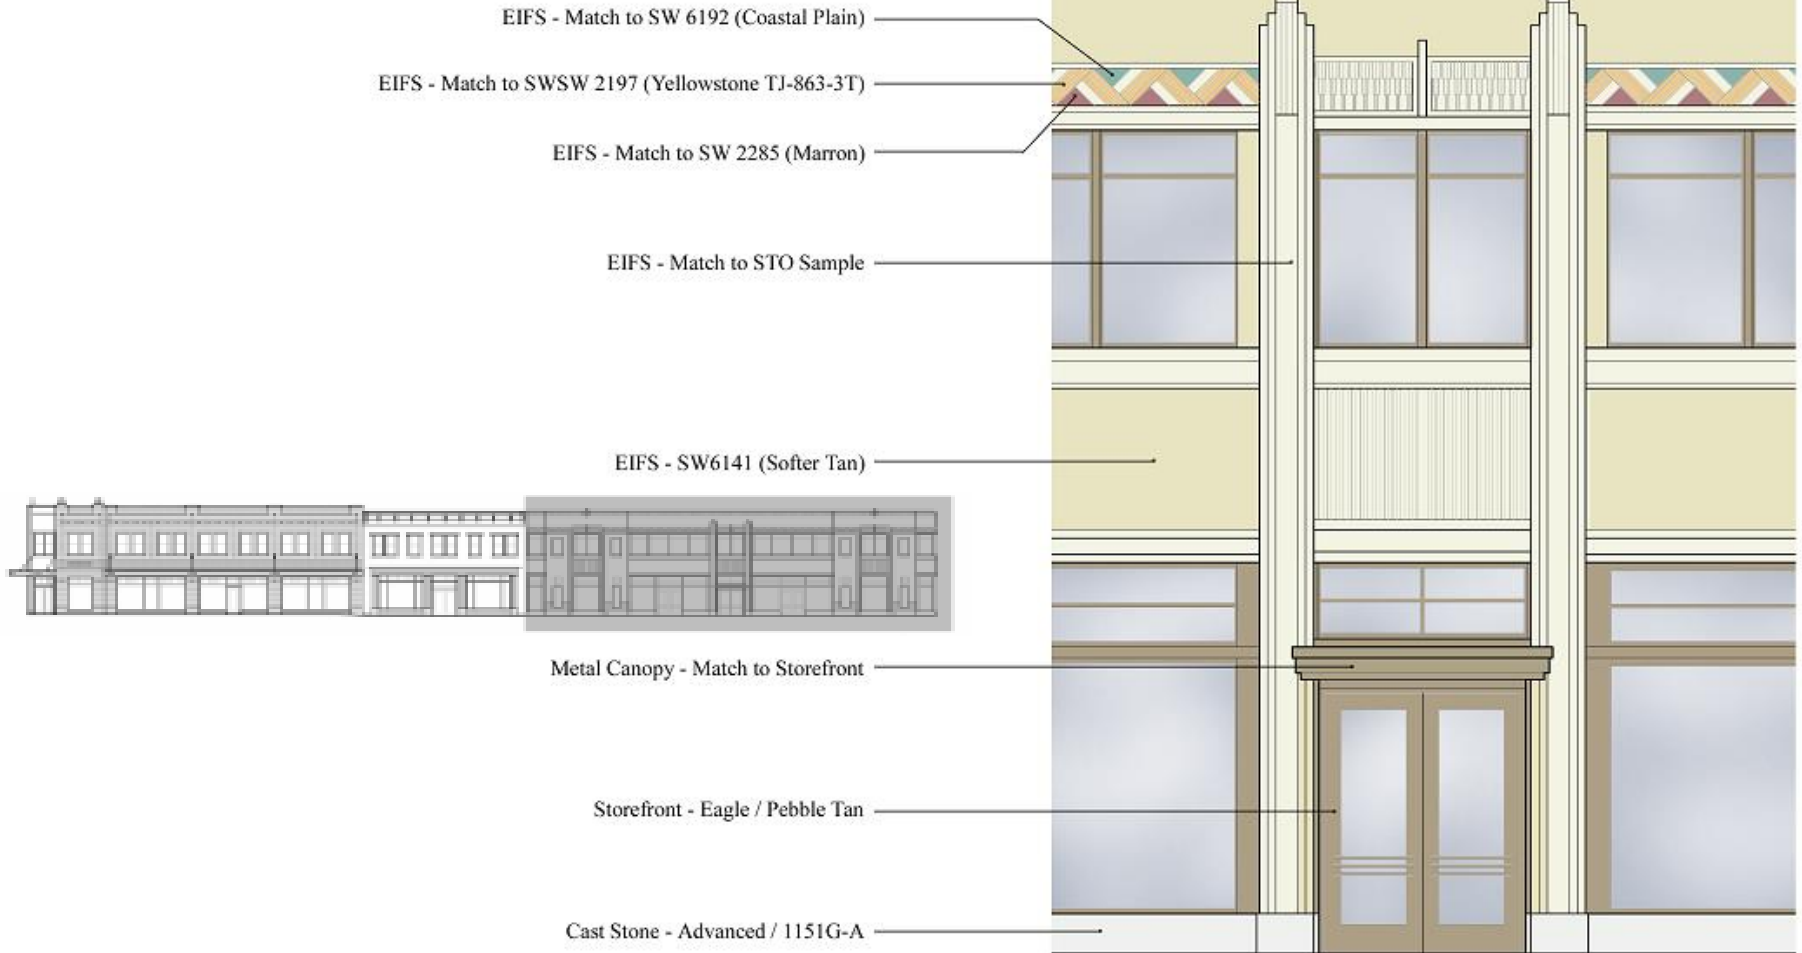 EIFS - Match to SW 6192 (Coastal Plain)
EIFS - Match to SWSW 2197 (Yellowstone TJ-863-3T)
EIFS - Match to SW 2285 (Marron)
EIFS - Match to STO Sample
EIFS - SW6141 (Softer Tan)
Metal Canopy - Match to Storefront
Storefront - Eagle / Pebble Tan
Cast Stone - Advanced / 1151G-A